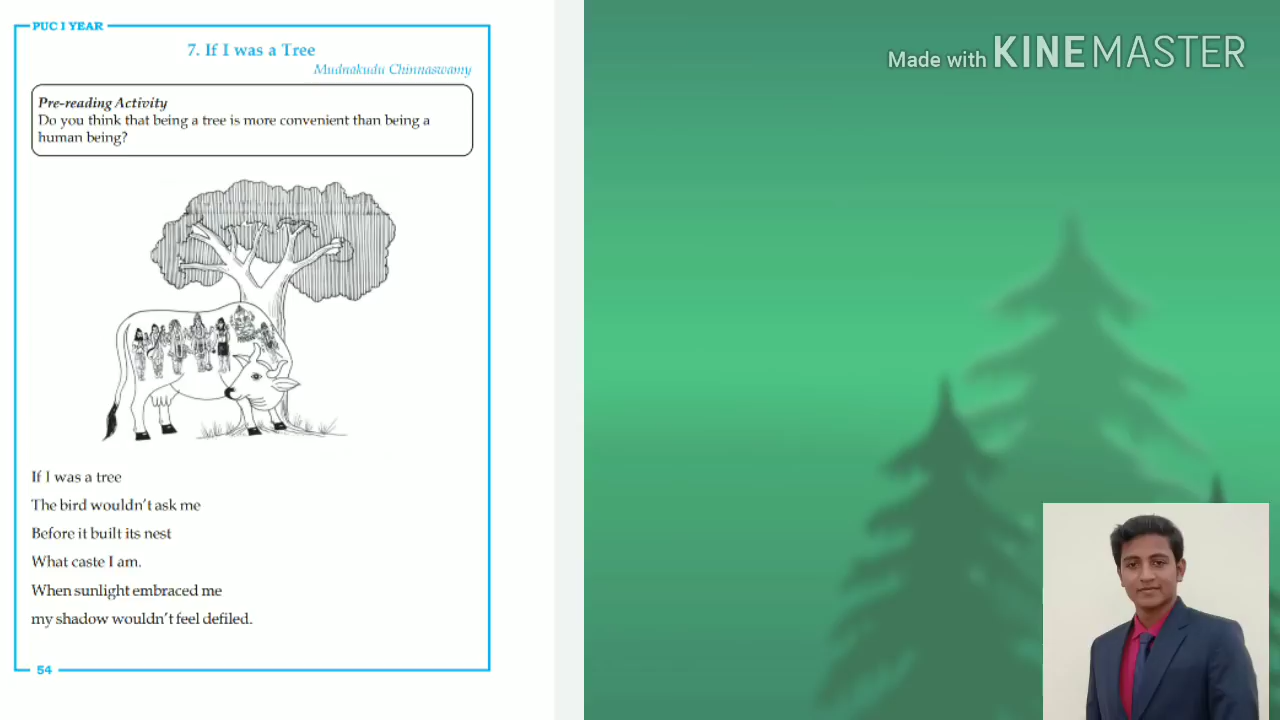 PUC I YEAR
7. If I was a Tree
Mudnakudu Chinnaswamy
Pre-reading Activity
Do you think that being a tree is more convenient than being a
human being?
If I was a tree
The bird wouldn't ask me
Before it built its nest
What caste I am.
When sunlight embraced me
my shadow wouldn't feel defiled.
54
Made with KINEMASTER